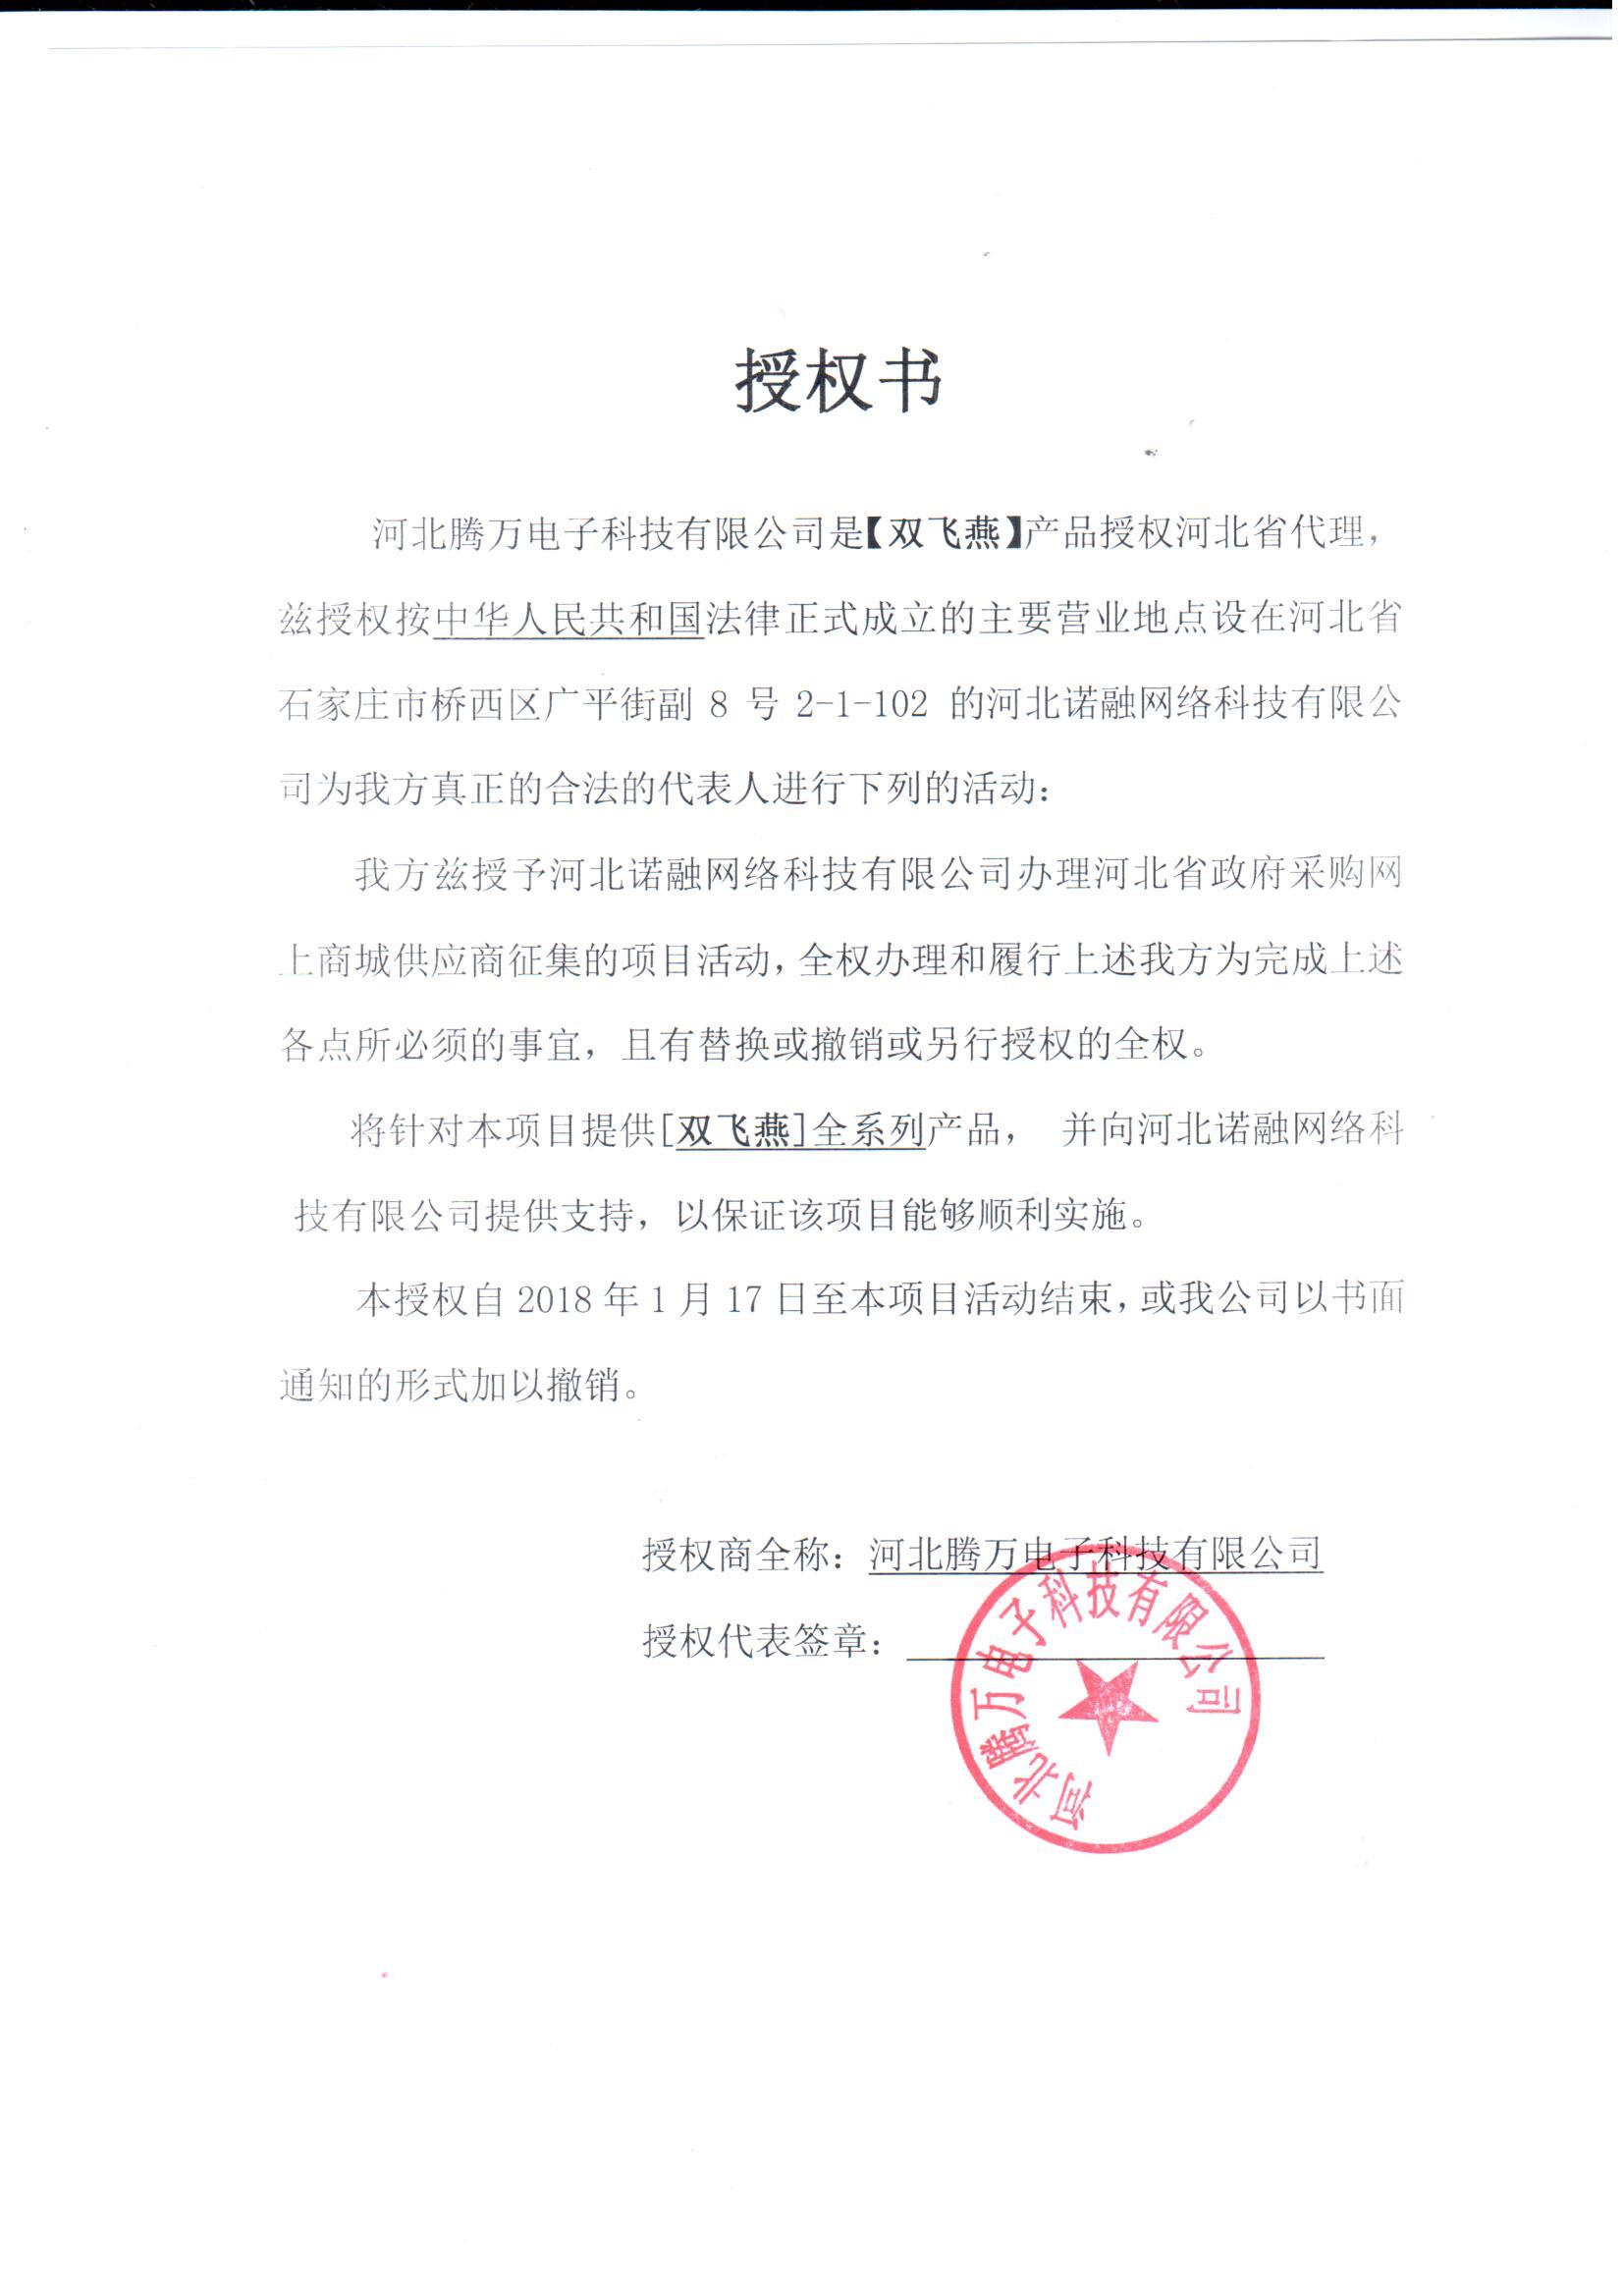 授权书
河北腾万电子科技有限公司是【双飞燕】产品授权河北省代理，
兹授权按中华人民共和国法律正式成立的主要营业地点设在河北省
石家庄市桥西区广平街副 8 号 2-1-102 的河北诺融网络科技有限公
司为我方真正的合法的代表人进行下列的活动：
我方兹授予河北诺融网络科技有限公司办理河北省政府采购网
上商城供应商征集的项目活动，全权办理和履行上述我方为完成上述
各点所必须的事宜，且有替换或撤销或另行授权的全权。
将针对本项目提供[双飞燕]全系列产品， 并向河北诺融网络科
技有限公司提供支持，以保证该项目能够顺利实施。
本授权自 2018 年 1 月 17 日至本项目活动结束，或我公司以书面
通知的形式加以撤销。
授权商全称：河北腾万电子科技有限公司
授权代表签章：
河北腾万电子科技有限公司